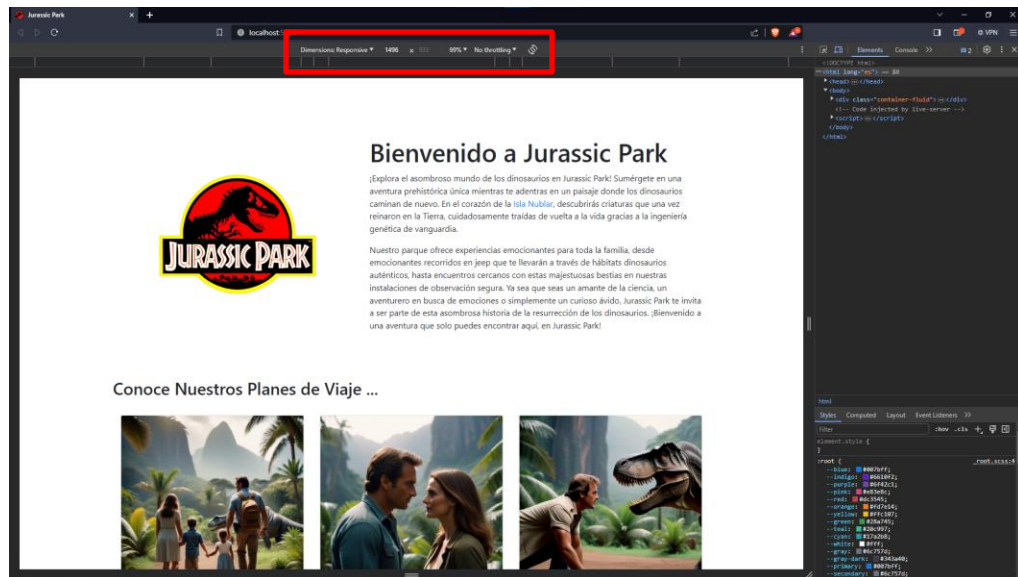 Jurassic Park
localhost:
VPN
Dimensions: Responsive 1496 x 99% No throttling
Elements Console 2
<!DOCTYPE html>
<html lang="es"> == $0
<head> </head>
<body>
<div class="container-fluid"> </div>
<!-- Code injected by live-server -->
<script> </script>
</body>
</html>
Bienvenido a Jurassic Park
¡Explora el asombroso mundo de los dinosaurios en Jurassic Park! Sumérgete en una
aventura prehistórica única mientras te adentras en un paisaje donde los dinosaurios
caminan de nuevo. En el corazón de la Isla Nublar, descubrirás criaturas que una vez
reinaron en la Tierra, cuidadosamente traídas de vuelta a la vida gracias a la ingeniería
genética de vanguardia.
JURASSIC PARK
Nuestro parque ofrece experiencias emocionantes para toda la familia, desde
emocionantes recorridos en jeep que te llevarán a través de hábitats dinosaurios
auténticos, hasta encuentros cercanos con estas majestuosas bestias en nuestras
instalaciones de observación segura. Ya sea que seas un amante de la ciencia, un
aventurero en busca de emociones o simplemente un curioso ávido, Jurassic Park te invita
a ser parte de esta asombrosa historia de la resurrección de los dinosaurios. ¡Bienvenido a
una aventura que solo puedes encontrar aquí, en Jurassic Park!
Conoce Nuestros Planes de Viaje ...
html
Styles Computed Layout Event Listeners
Filter :hov .cls
element.style {
}
:root { _root.scss:4
--blue: #007bff;
--indigo: #6610f2;
--purple: #6f42c1;
--pink: #e83e8c;
--red: #dc3545;
--orange: #fd7e14;
--yellow: #ffc107;
--green: #28a745;
--teal: #20c997;
--cyan: #17a2b8;
--white: #fff;
--gray: #6c757d;
--gray-dark: #343a40;
--primary: #007bff;
--secondary: #6c757d;